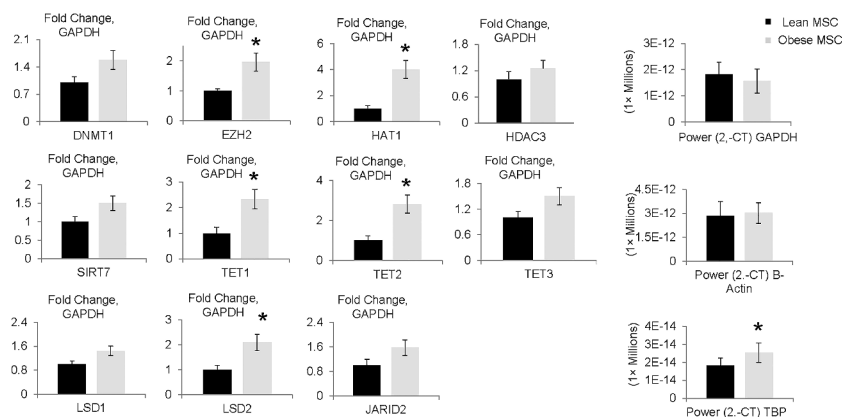 Fold Change,
GAPDH
2.1
1.4
0.7
0
DNMT1
Fold Change,
GAPDH
3
2
1
0
*
EZH2
Fold Change,
GAPDH
6
4
2
0
*
HAT1
Fold Change,
GAPDH
1.8
1.2
0.6
0
HDAC3
Lean MSC
Obese MSC
(1× Millions)
3E-12
2E-12
1E-12
0
Power (2,-CT) GAPDH
Fold Change,
GAPDH
2
1.5
1
0.5
0
SIRT7
Fold Change,
GAPDH
3
2
1
0
*
TET1
Fold Change,
GAPDH
4
2
0
*
TET2
Fold Change,
GAPDH
1.8
1.2
0.6
0
TET3
(1× Millions)
4.5E-12
3E-12
1.5E-12
0
Power (2.-CT) B-
Actin
Fold Change,
GAPDH
2.4
1.6
0.8
0
LSD1
Fold Change,
GAPDH
3
2
1
0
*
LSD2
Fold Change,
GAPDH
2.4
1.6
0.8
0
JARID2
(1× Millions)
4E-14
3E-14
2E-14
1E-14
0
*
Power (2.-CT) TBP